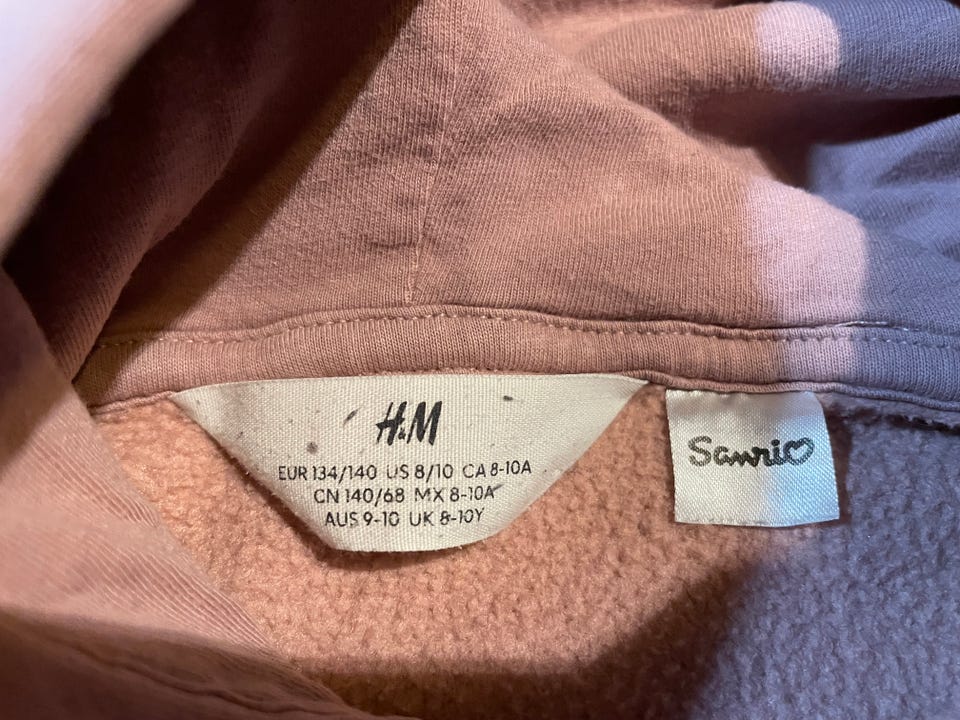 H&M
EUR 134/140 US 8/10 CA 8-10A
CN 140/68 MX 8-10A
AUS 9-10 UK 8-10Y
Sanrio